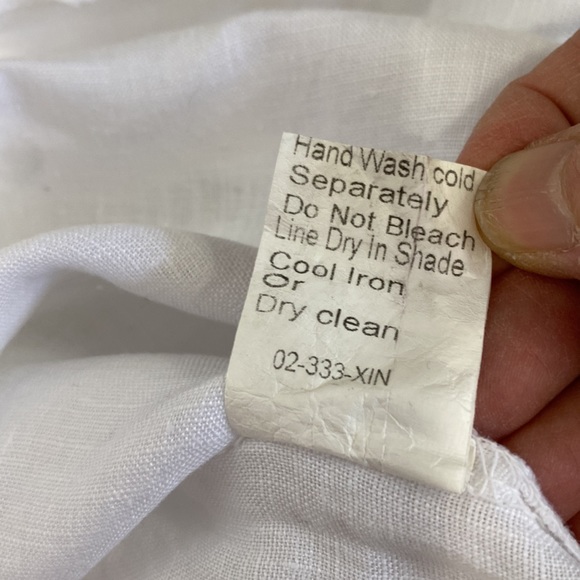 Hand Wash cold
Separately
Do Not Bleach
Line Dry In Shade
Cool Iron
Or
Dry clean
02-333-XIN